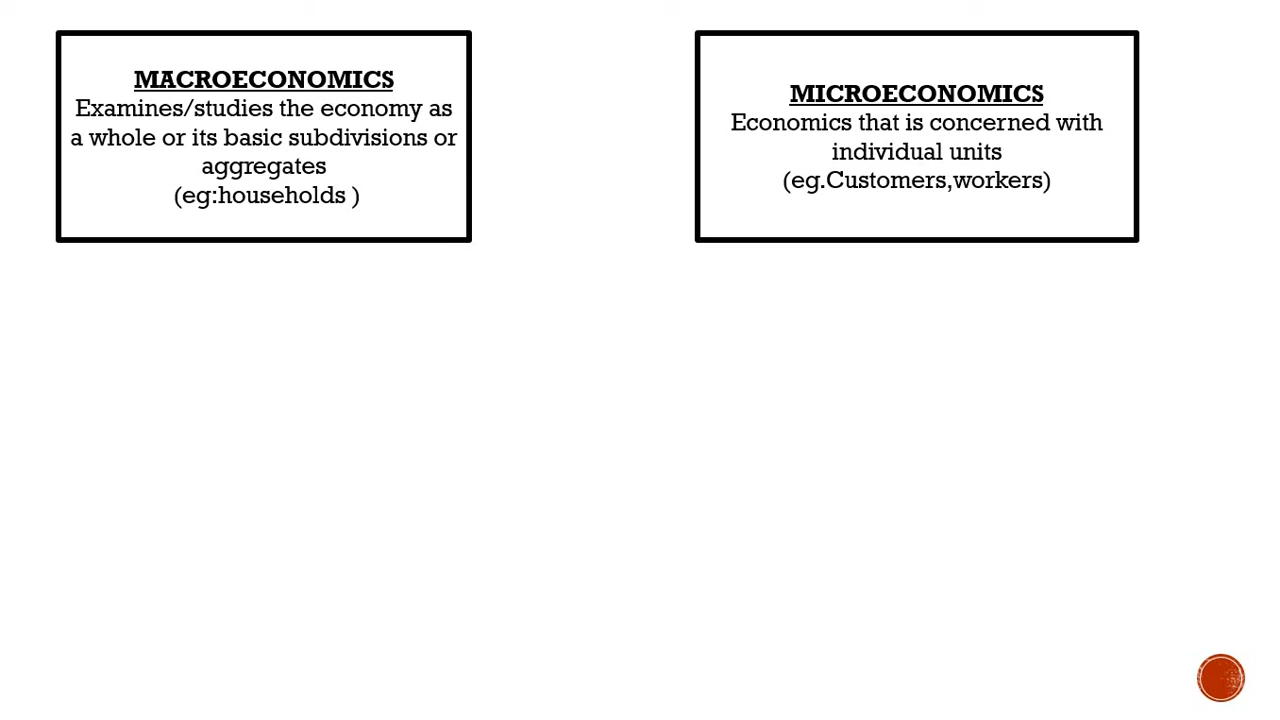 MACROECONOMICS
Examines/studies the economy as
a whole or its basic subdivisions or
aggregates
(eg:households )
MICROECONOMICS
Economics that is concerned with
individual units
(eg.Customers,workers)